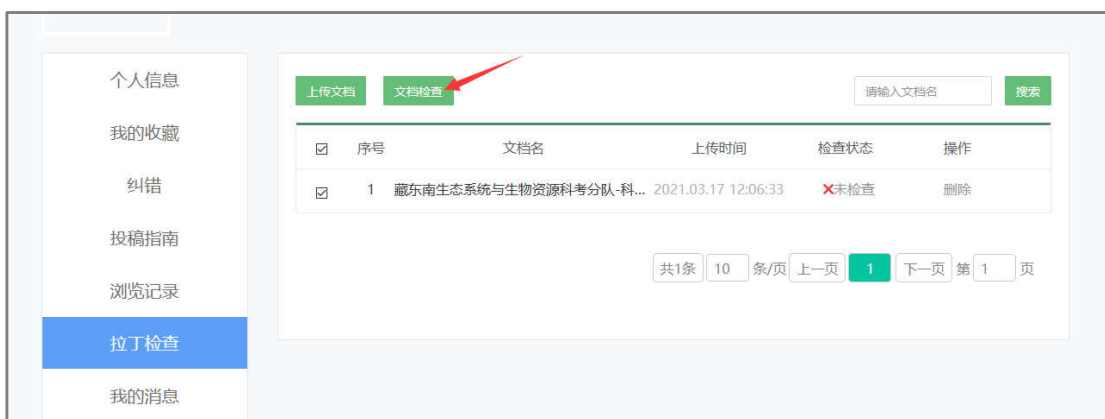 个人信息
我的收藏
纠错
投稿指南
浏览记录
拉丁检查
我的消息
上传文档 文档检查 请输入文档名 搜索
序号 文档名 上传时间 检查状态 操作
1 藏东南生态系统与生物资源科考分队-科... 2021.03.17 12:06:33 未检查 删除
共1条 10 条/页 上一页 1 下一页 第 1 页